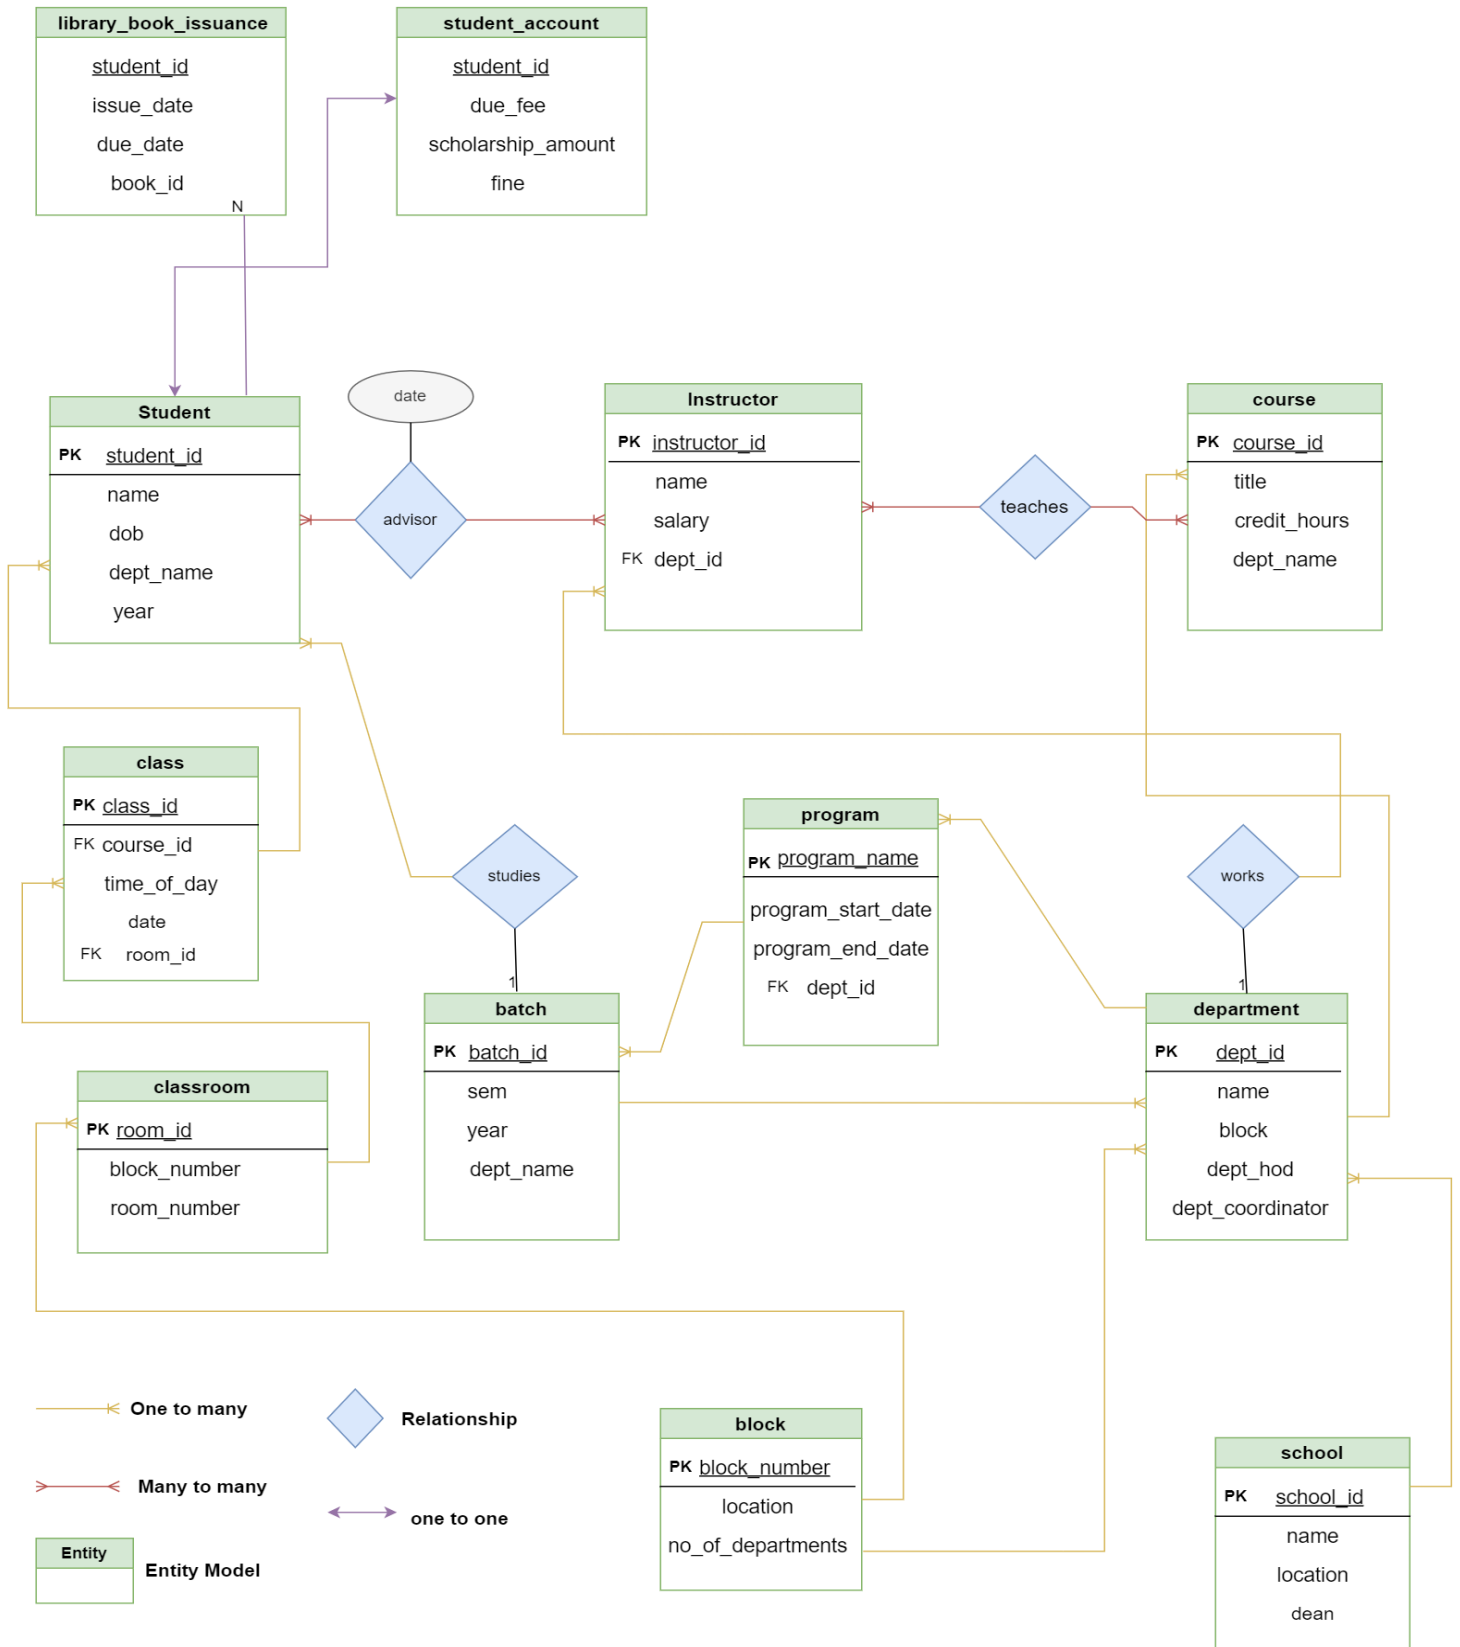 library_book_issuance
student_id
issue_date
due_date
book_id
N
student_account
student_id
due_fee
scholarship_amount
fine
Student
PK student_id
name
dob
dept_name
year
date
advisor
Instructor
PK instructor_id
name
salary
FK dept_id
teaches
course
PK course_id
title
credit_hours
dept_name
class
PK class_id
FK course_id
time_of_day
date
FK room_id
studies
1
program
PK program_name
program_start_date
program_end_date
FK dept_id
works
1
classroom
PK room_id
block_number
room_number
batch
PK batch_id
sem
year
dept_name
department
PK dept_id
name
block
dept_hod
dept_coordinator
One to many
Relationship
Many to many
one to one
Entity
Entity Model
block
PK block_number
location
no_of_departments
school
PK school_id
name
location
dean